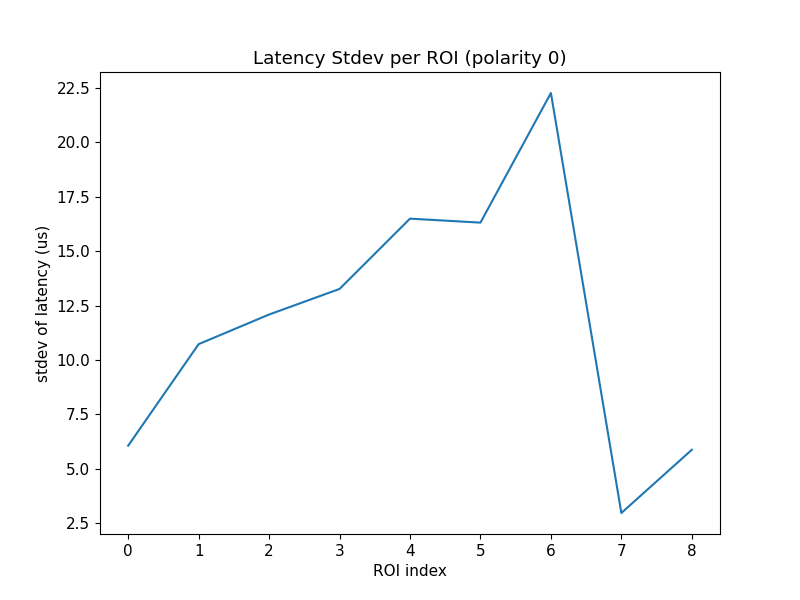 Latency Stdev per ROI (polarity 0)
22.5
20.0
17.5
15.0
12.5
10.0
7.5
5.0
2.5
stdev of latency (us)
0 1 2 3 4 5 6 7 8
ROI index